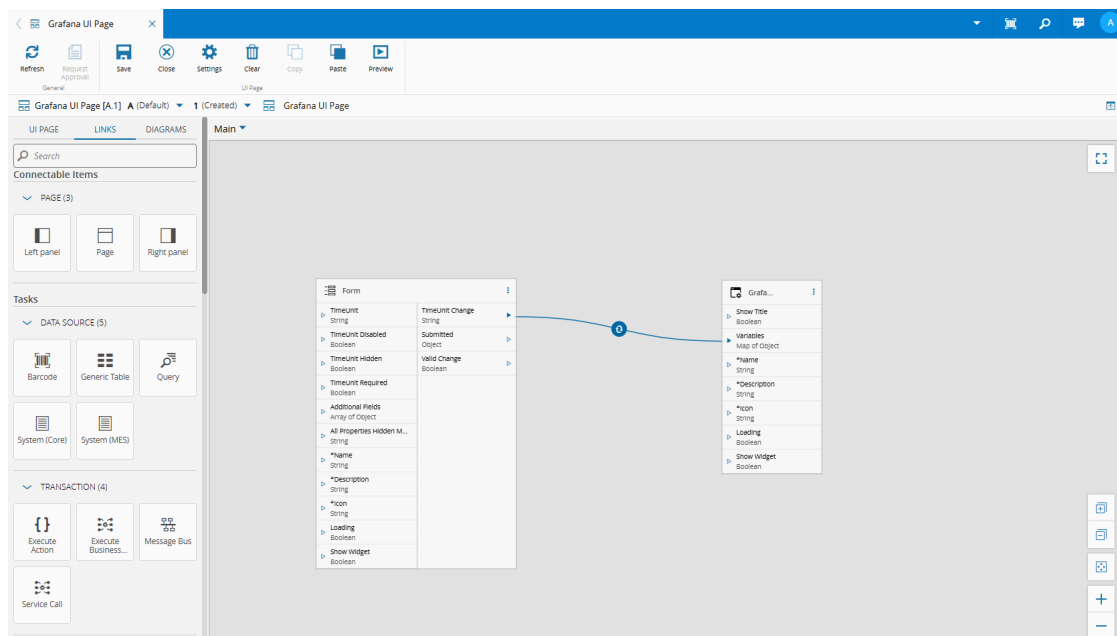 Grafana UI Page
A
Refresh
Request Approval
Save
Close
Settings
Clear
Copy
Paste
Preview
General
UI Page
Grafana UI Page [A.1] A (Default) 1 (Created) Grafana UI Page
UI PAGE LINKS DIAGRAMS
Main
Search
Connectable Items
PAGE (3)
Left panel
Page
Right panel
Tasks
DATA SOURCE (5)
Barcode
Generic Table
Query
System (Core)
System (MES)
TRANSACTION (4)
{ }
Execute Action
Execute Business...
Message Bus
Service Call
Form
TimeUnit
String
TimeUnit Disabled
Boolean
TimeUnit Hidden
Boolean
TimeUnit Required
Boolean
Additional Fields
Array of Object
All Properties Hidden M...
String
*Name
String
*Description
String
*Icon
String
Loading
Boolean
Show Widget
Boolean
TimeUnit Change
String
Submitted
Object
Valid Change
Boolean
Grafa...
Show Title
Boolean
Variables
Map of Object
*Name
String
*Description
String
*Icon
String
Loading
Boolean
Show Widget
Boolean